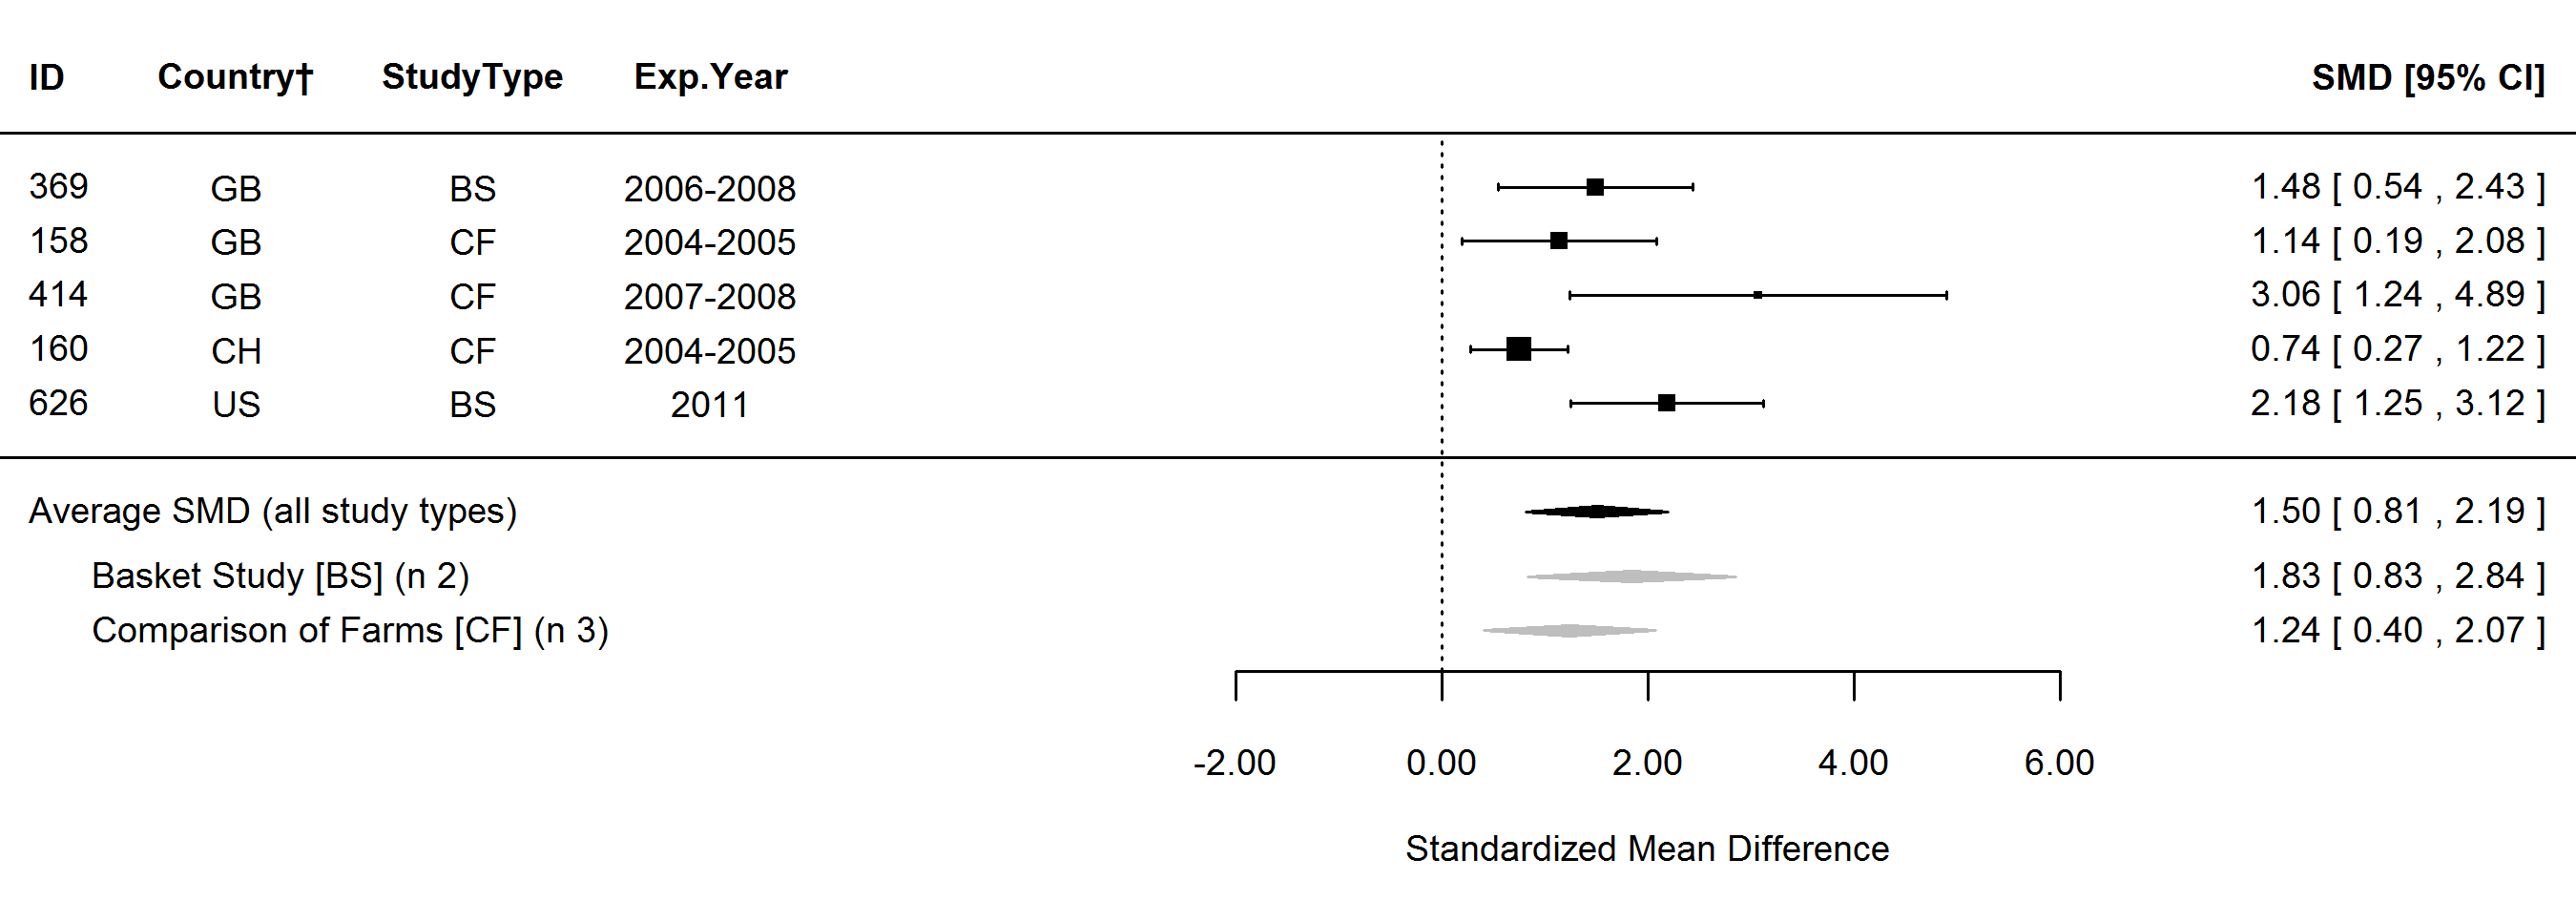 ID Country† StudyType Exp.Year SMD [95% CI]
369 GB BS 2006-2008 1.48 [ 0.54 , 2.43 ]
158 GB CF 2004-2005 1.14 [ 0.19 , 2.08 ]
414 GB CF 2007-2008 3.06 [ 1.24 , 4.89 ]
160 CH CF 2004-2005 0.74 [ 0.27 , 1.22 ]
626 US BS 2011 2.18 [ 1.25 , 3.12 ]
Average SMD (all study types) 1.50 [ 0.81 , 2.19 ]
Basket Study [BS] (n 2) 1.83 [ 0.83 , 2.84 ]
Comparison of Farms [CF] (n 3) 1.24 [ 0.40 , 2.07 ]
-2.00 0.00 2.00 4.00 6.00
Standardized Mean Difference